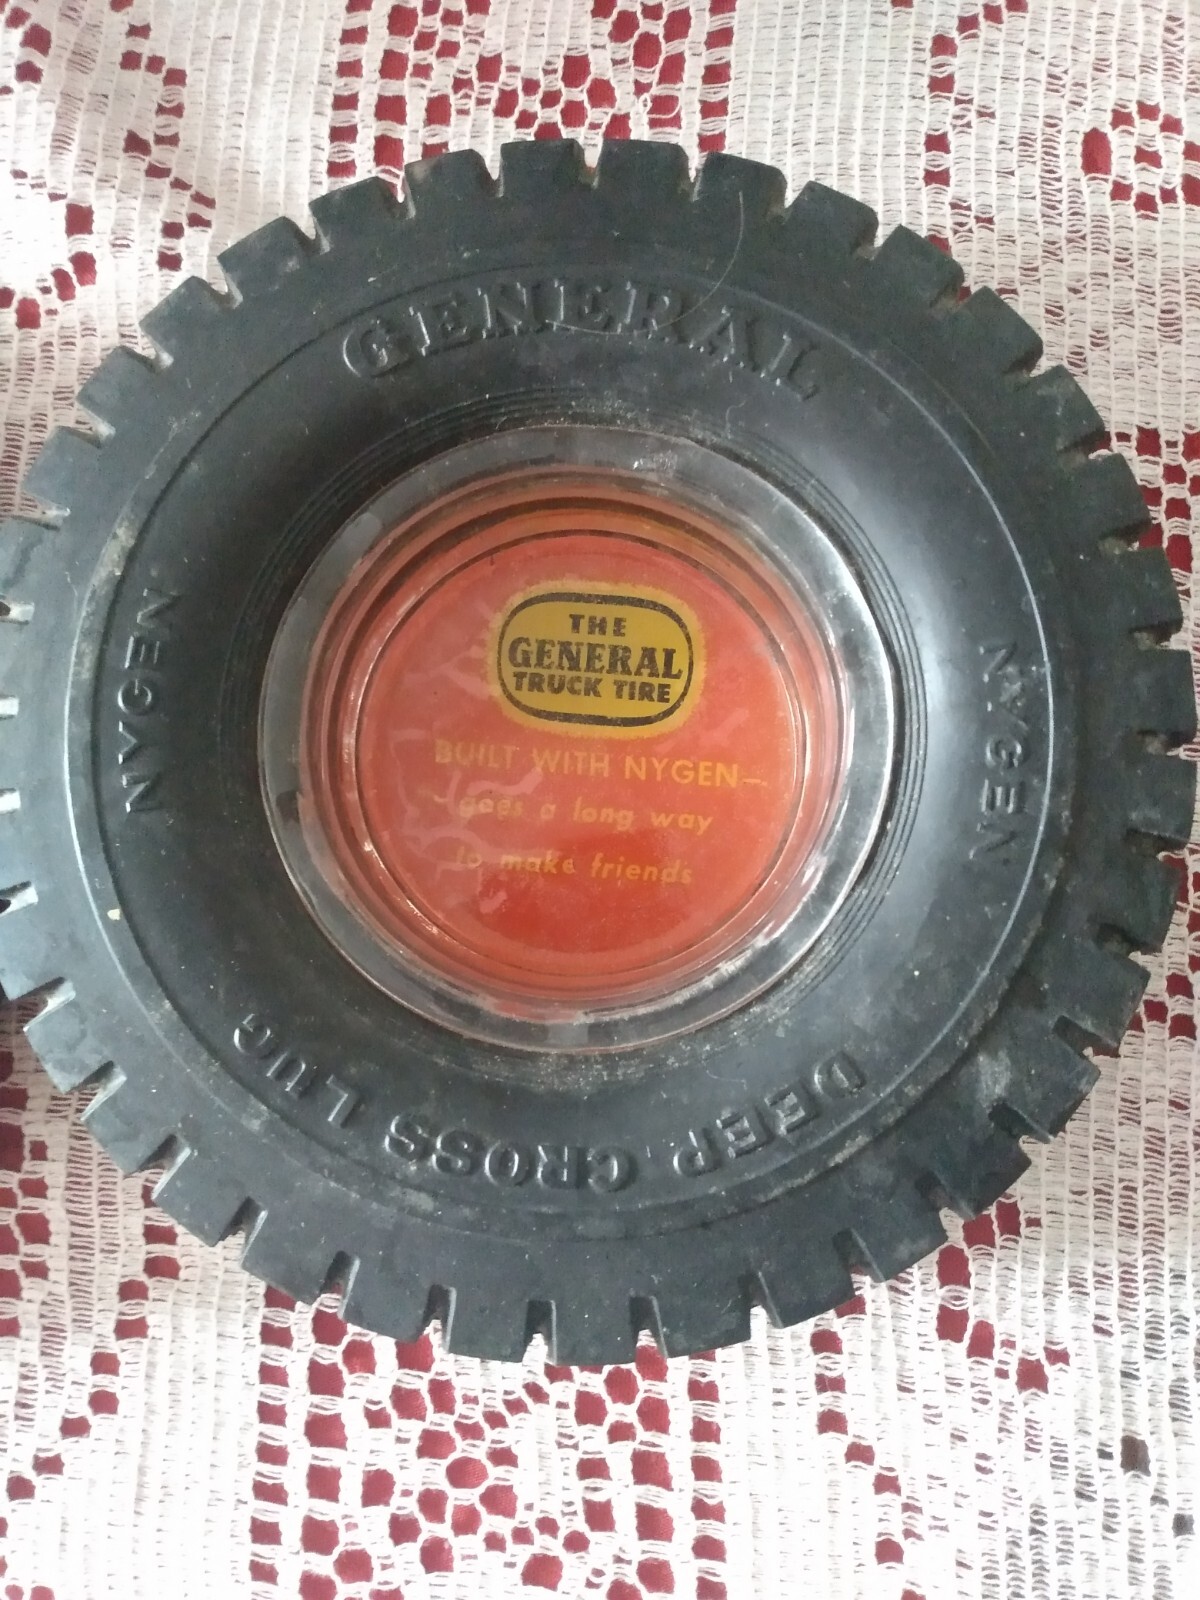 GENERAL
NYGEN
NYGEN
THE
GENERAL
TRUCK TIRE
BUILT WITH NYGEN—
goes a long way
to make friends
DEEP CROSS LUG